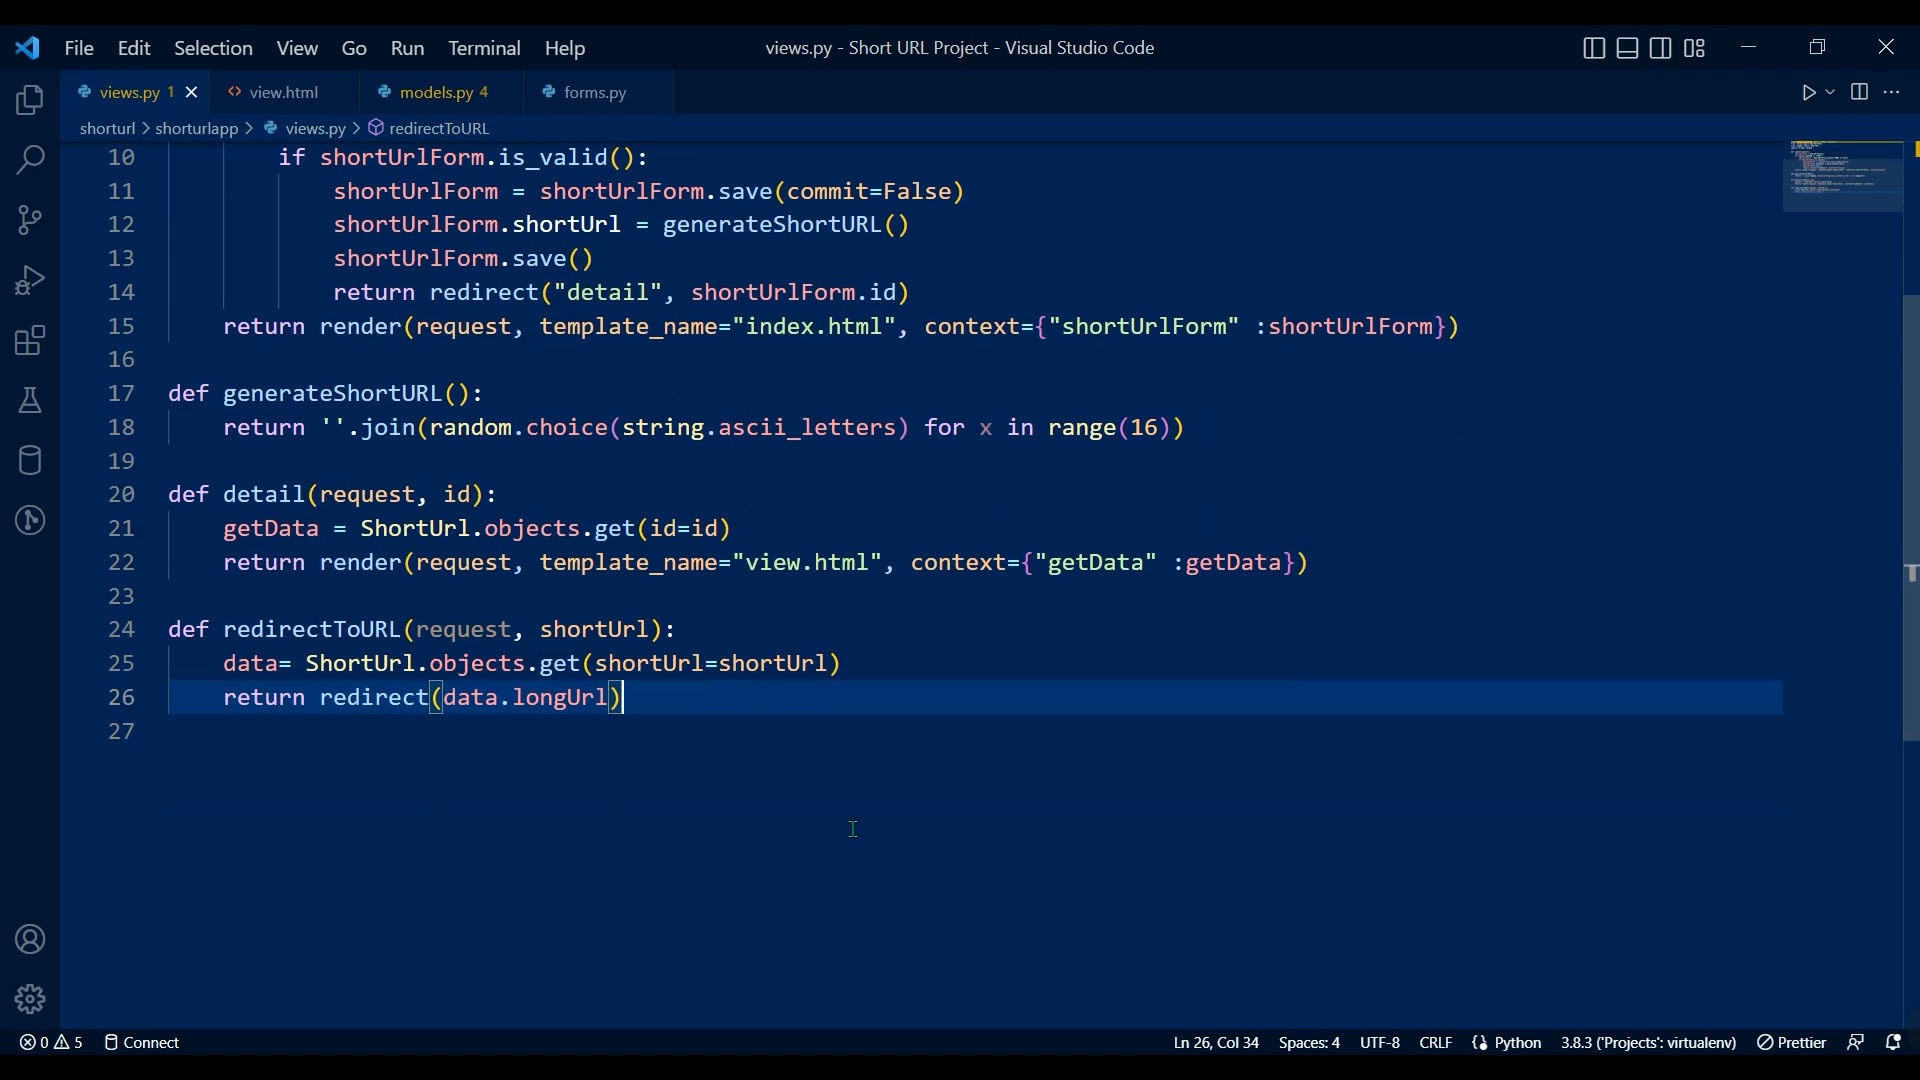 File Edit Selection View Go Run Terminal Help views.py - Short URL Project - Visual Studio Code
views.py 1 view.html models.py 4 forms.py
shorturl > shorturlapp > views.py > redirectToURL
10 if shortUrlForm.is_valid():
11 shortUrlForm = shortUrlForm.save(commit=False)
12 shortUrlForm.shortUrl = generateShortURL()
13 shortUrlForm.save()
14 return redirect("detail", shortUrlForm.id)
15 return render(request, template_name="index.html", context={"shortUrlForm" :shortUrlForm})
16
17 def generateShortURL():
18 return ''.join(random.choice(string.ascii_letters) for x in range(16))
19
20 def detail(request, id):
21 getData = ShortUrl.objects.get(id=id)
22 return render(request, template_name="view.html", context={"getData" :getData})
23
24 def redirectToURL(request, shortUrl):
25 data= ShortUrl.objects.get(shortUrl=shortUrl)
26 return redirect(data.longUrl)
27
0 5 Connect Ln 26, Col 34 Spaces: 4 UTF-8 CRLF Python 3.8.3 ('Projects': virtualenv) Prettier